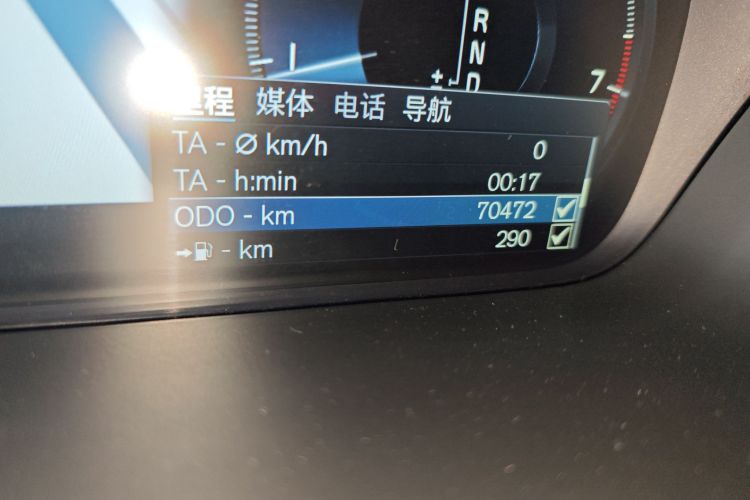 R
N
D
7
里程 媒体 电话 导航
TA - Ø km/h 0
TA - h:min 00:17
ODO - km 70472
- km 290